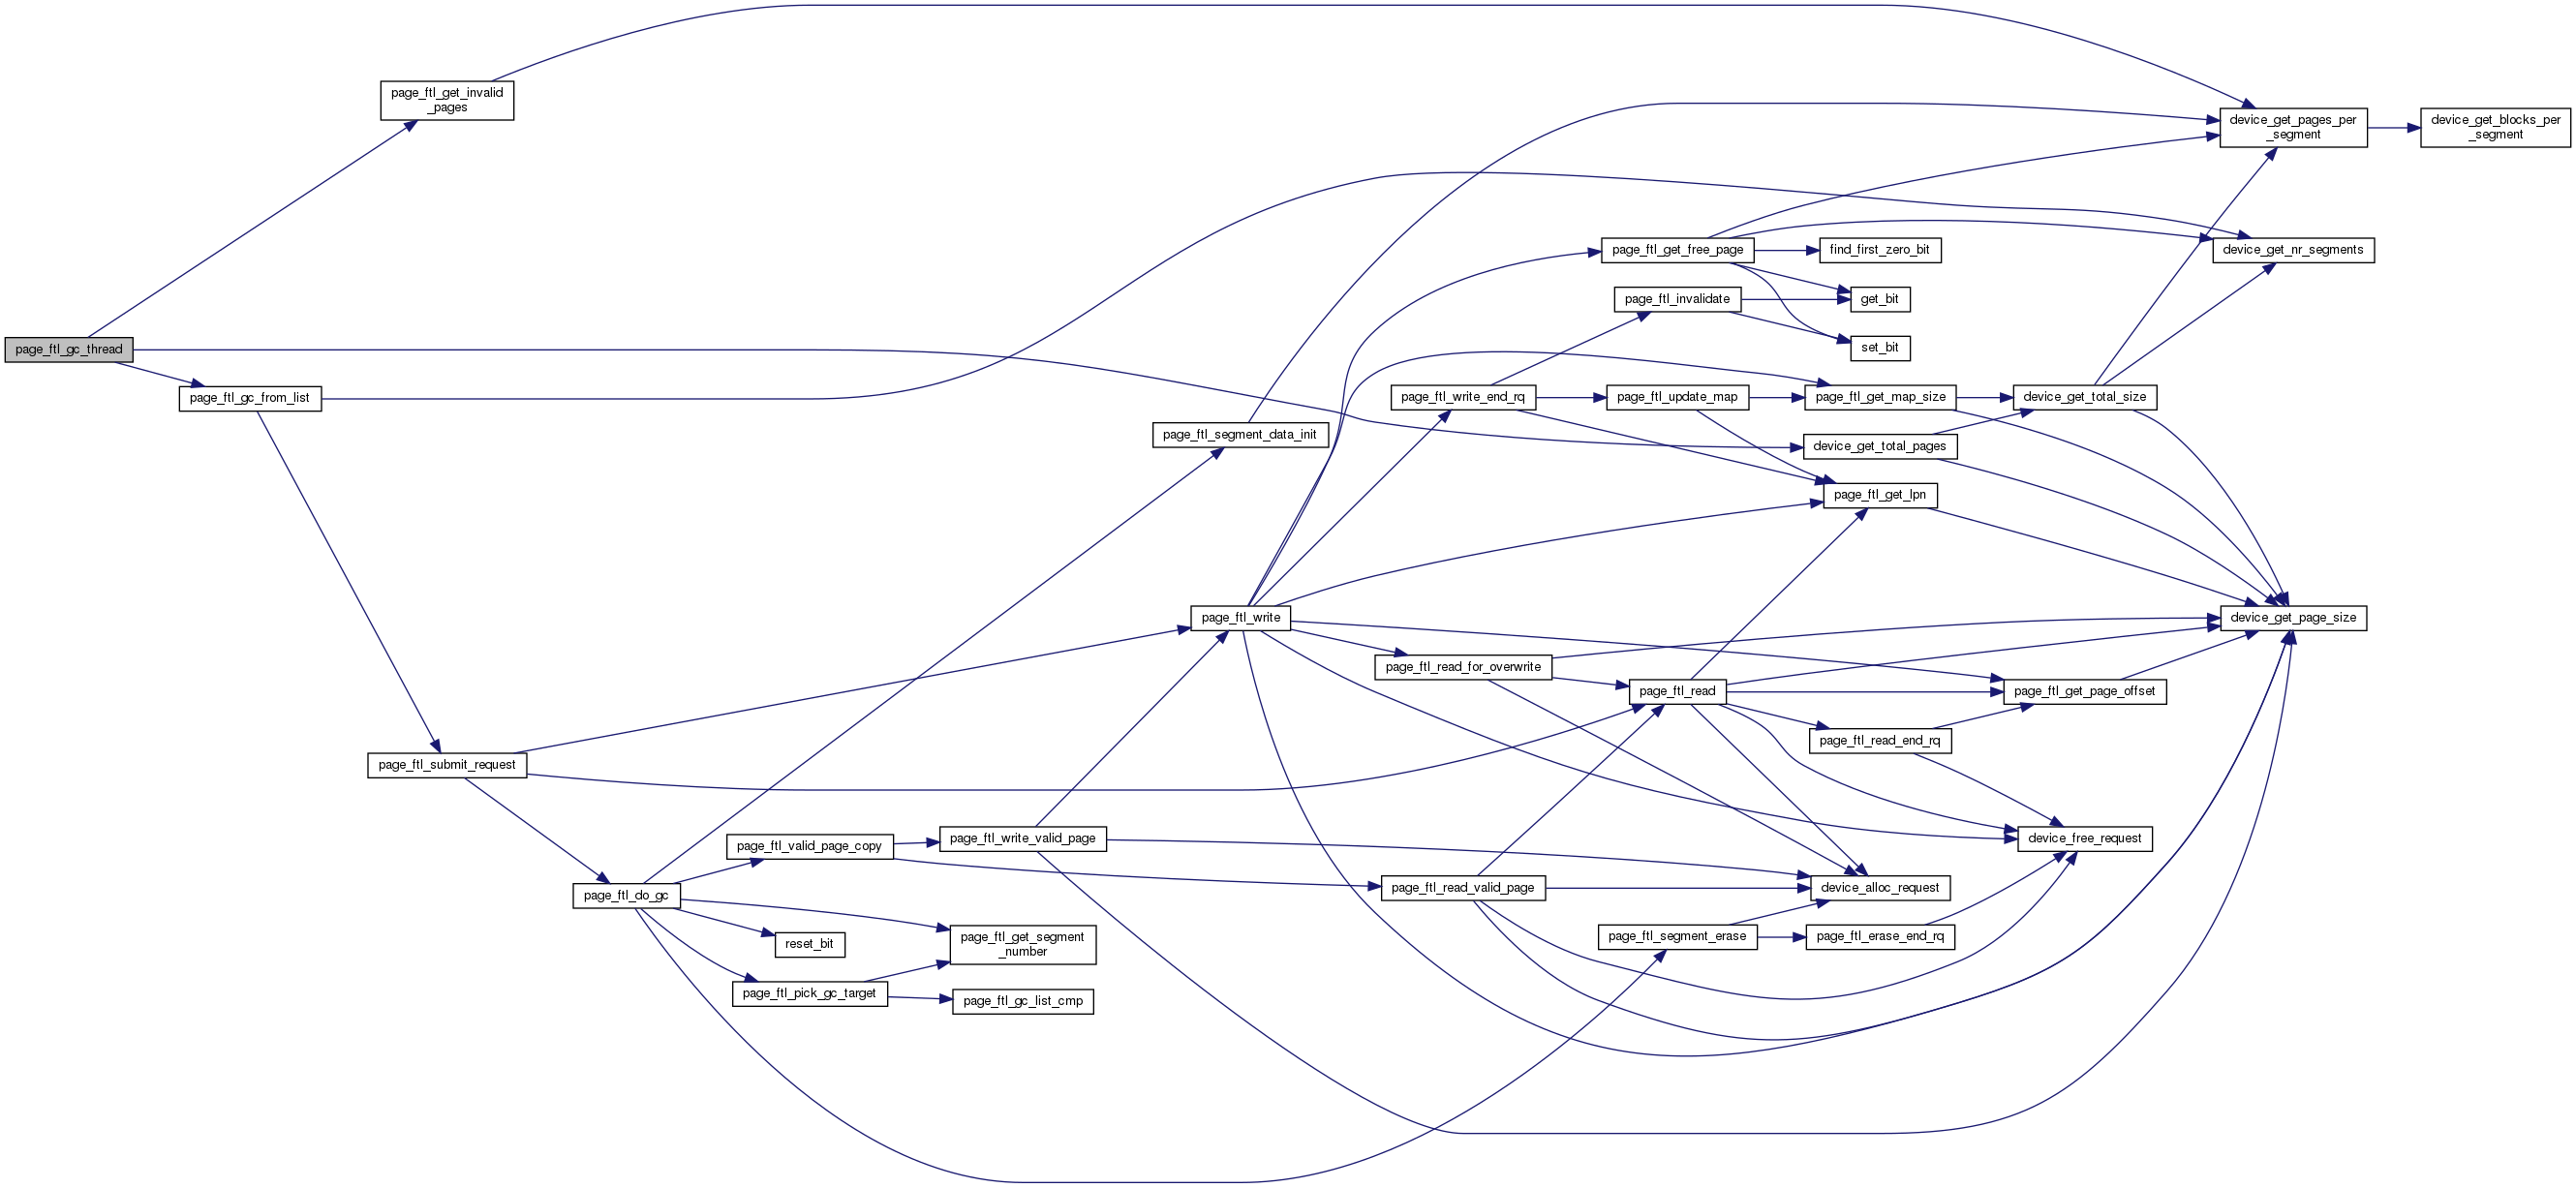 page_ftl_get_invalid
_pages
device_get_pages_per
_segment
device_get_blocks_per
_segment
page_ftl_get_free_page
find_first_zero_bit
device_get_nr_segments
page_ftl_invalidate
get_bit
page_ftl_gc_thread
set_bit
page_ftl_gc_from_list
page_ftl_write_end_rq
page_ftl_update_map
page_ftl_get_map_size
device_get_total_size
page_ftl_segment_data_init
device_get_total_pages
page_ftl_get_lpn
page_ftl_write
device_get_page_size
page_ftl_read_for_overwrite
page_ftl_read
page_ftl_get_page_offset
page_ftl_read_end_rq
page_ftl_submit_request
page_ftl_valid_page_copy
page_ftl_write_valid_page
device_free_request
page_ftl_do_gc
page_ftl_read_valid_page
device_alloc_request
reset_bit
page_ftl_get_segment
_number
page_ftl_segment_erase
page_ftl_erase_end_rq
page_ftl_pick_gc_target
page_ftl_gc_list_cmp